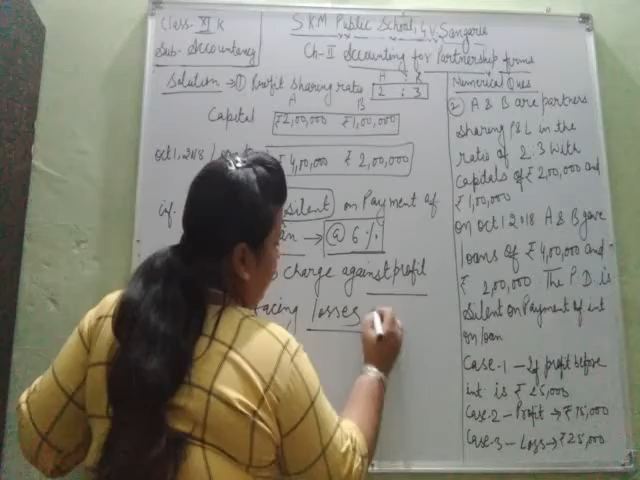 Class XI K
Sub- Accountancy
S KM Public School, G.V. Sangaria
Ch-II Accounting for Partnership firms
Solution → ① Profit sharing ratio
A : B
2 : 3
Capital
A B
₹2,00,000 ₹1,00,000
Oct 1, 2018
₹ 4,00,000 ₹ 2,00,000
if
silent on Payment of
→ @ 6 %
charge against profit
facing losses
Numerical Ques
② A & B are partners
sharing P&L in the
ratio of 2:3 with
capitals of ₹ 2,00,000 and
₹ 1,00,000
on Oct 1 2018 A & B gave
loans of ₹ 4,00,000 and
₹ 2,00,000 The P.D. is
Silent on Payment of int
on loan
Case-1 - If profit before
int is ₹ 25,000
Case-2 - Profit → ₹ 15,000
Case-3 - Loss → ₹ 25,000